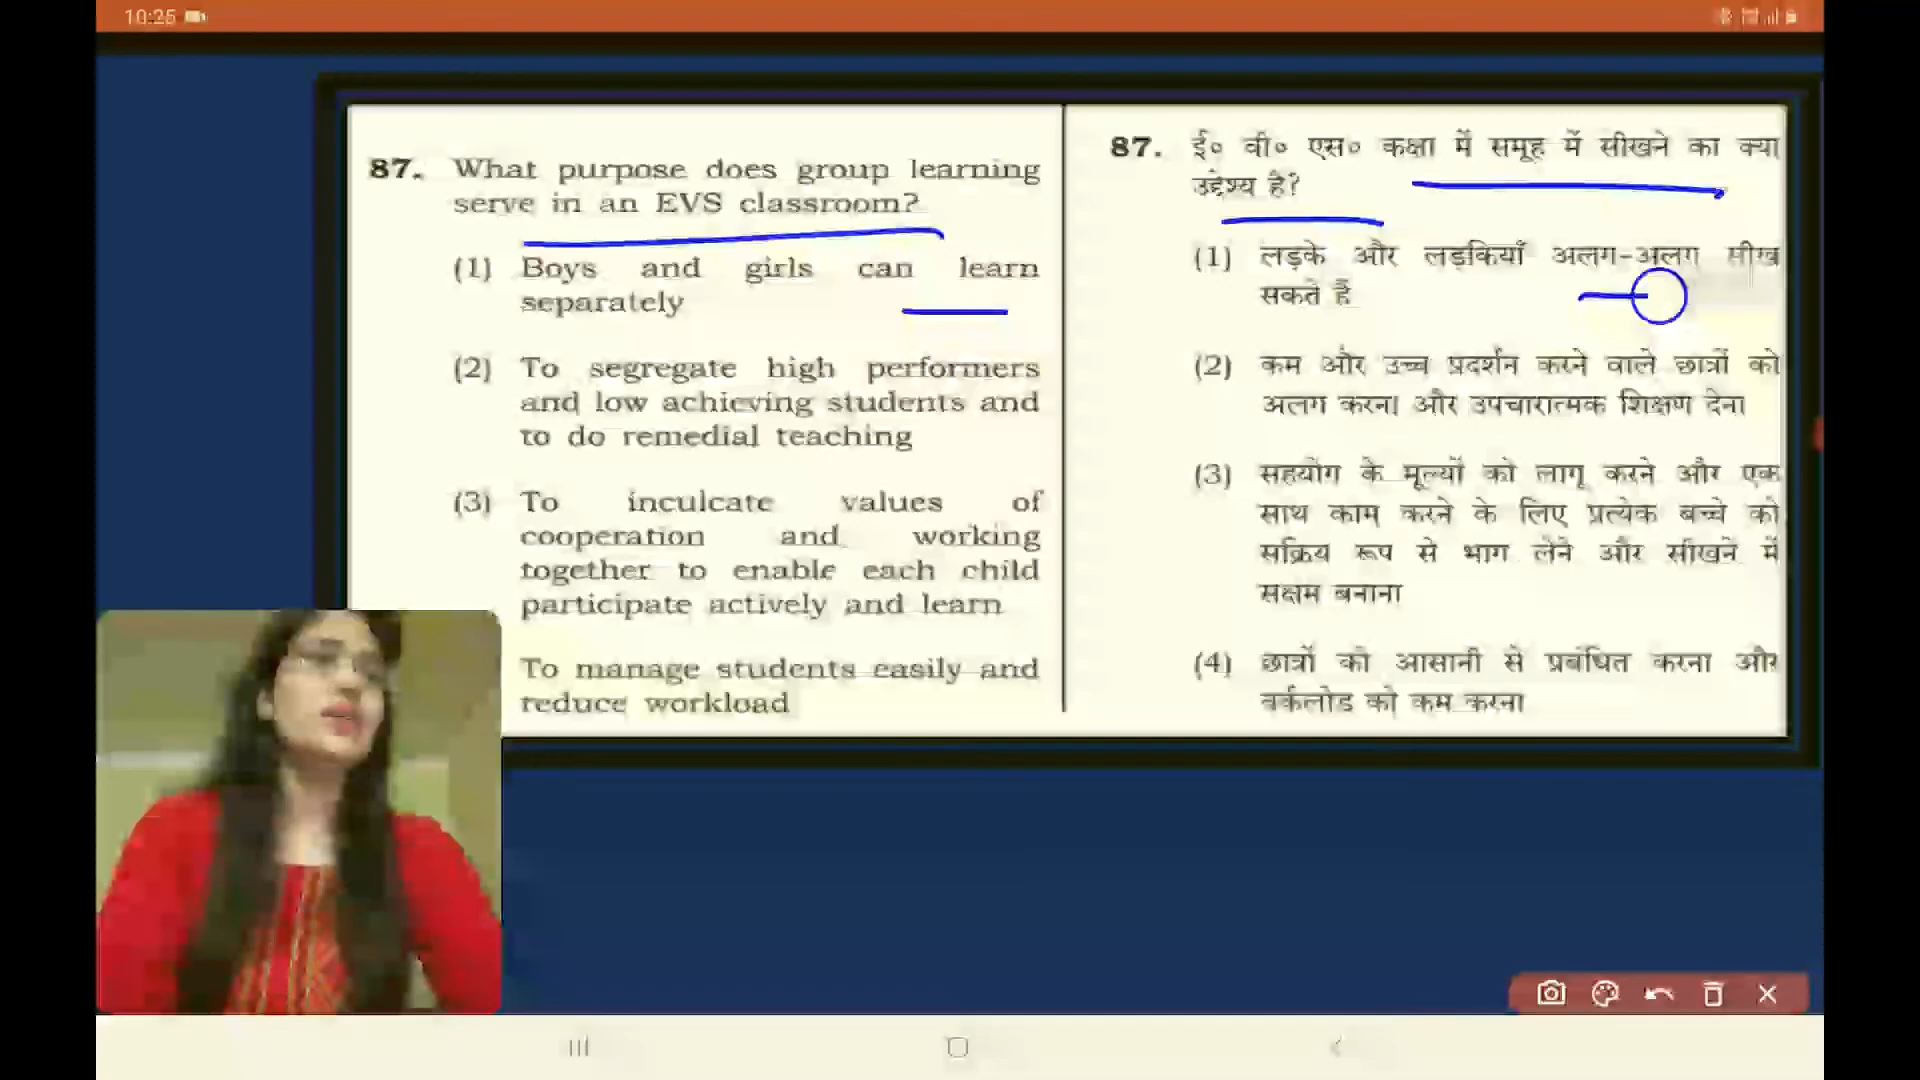 10:25
87. What purpose does group learning
serve in an EVS classroom?
(1) Boys and girls can learn
separately
(2) To segregate high performers
and low achieving students and
to do remedial teaching
(3) To inculcate values of
cooperation and working
together to enable each child
participate actively and learn
To manage students easily and
reduce workload
87. ई० वी० एस० कक्षा में समूह में सीखने का क्या
उद्देश्य है?
(1) लड़के और लड़कियाँ अलग-अलग सीख
सकते हैं
(2) कम और उच्च प्रदर्शन करने वाले छात्रों को
अलग करना और उपचारात्मक शिक्षण देना
(3) सहयोग के मूल्यों को लागू करने और एक
साथ काम करने के लिए प्रत्येक बच्चे को
सक्रिय रूप से भाग लेने और सीखने में
सक्षम बनाना
(4) छात्रों को आसानी से प्रबंधित करना और
वर्कलोड को कम करना